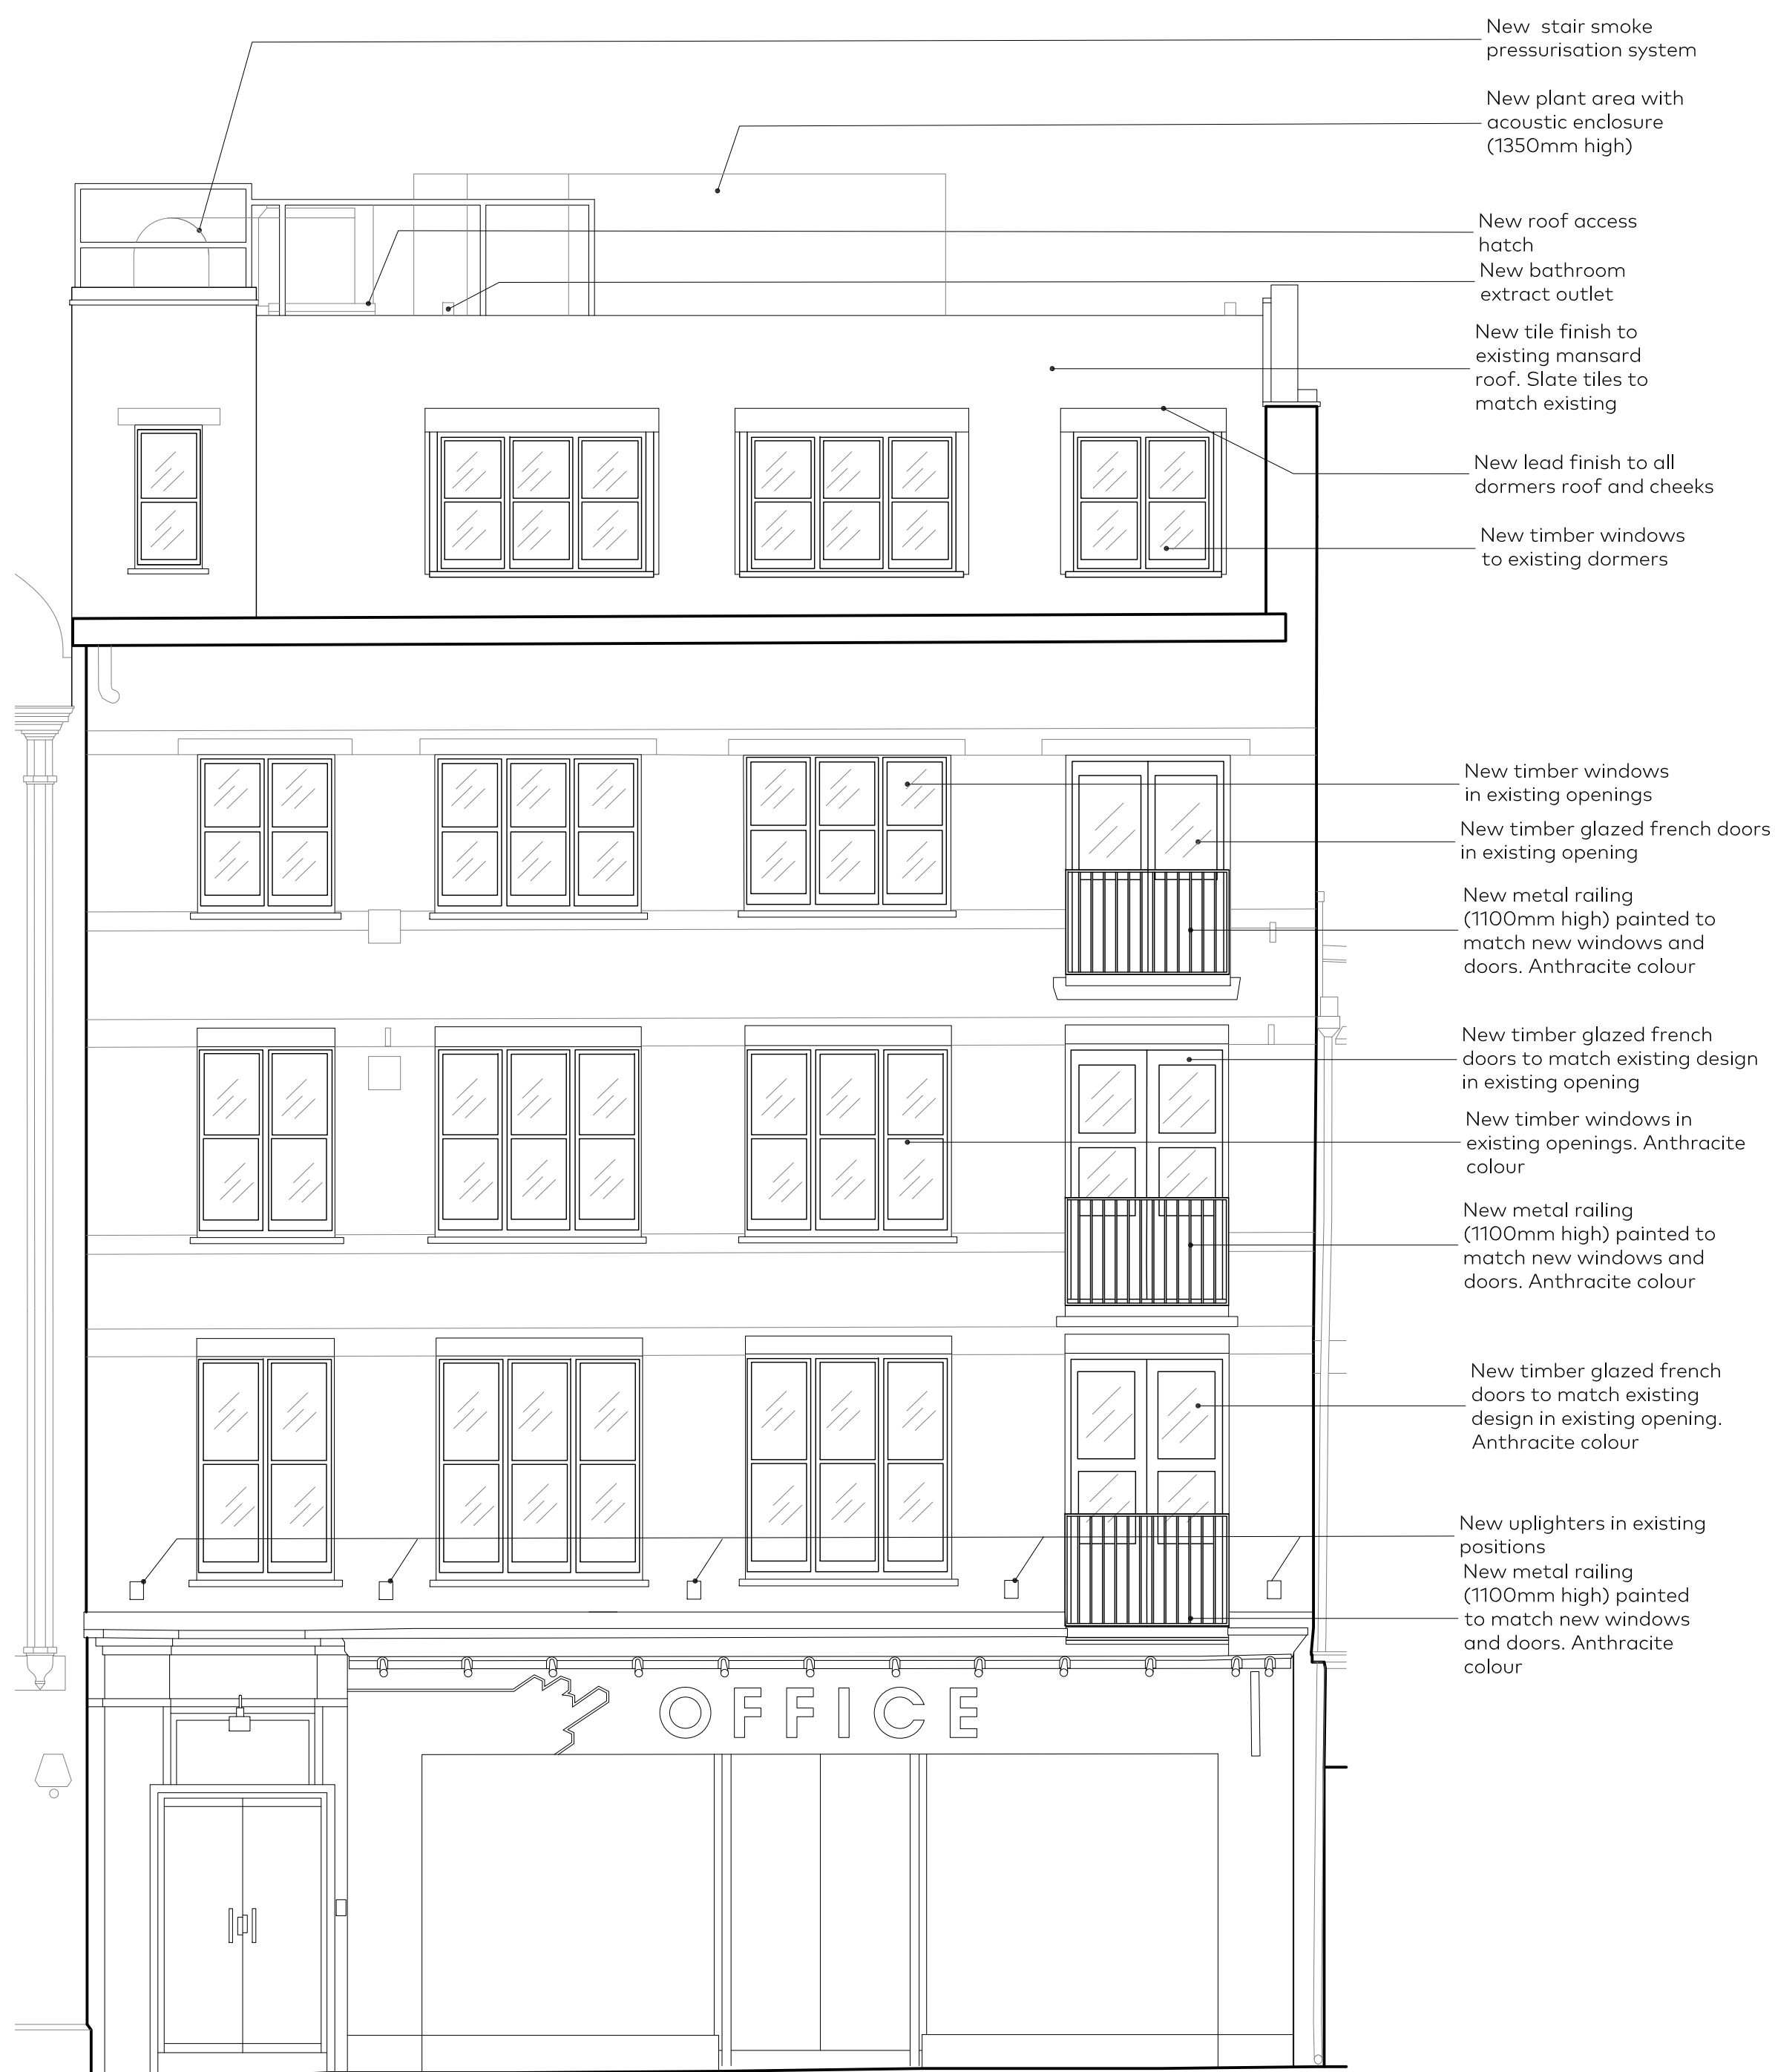 New stair smoke
pressurisation system
New plant area with
acoustic enclosure
(1350mm high)
New roof access
hatch
New bathroom
extract outlet
New tile finish to
existing mansard
roof. Slate tiles to
match existing
New lead finish to all
dormers roof and cheeks
New timber windows
to existing dormers
New timber windows
in existing openings
New timber glazed french doors
in existing opening
New metal railing
(1100mm high) painted to
match new windows and
doors. Anthracite colour
New timber glazed french
doors to match existing design
in existing opening
New timber windows in
existing openings. Anthracite
colour
New metal railing
(1100mm high) painted to
match new windows and
doors. Anthracite colour
New timber glazed french
doors to match existing
design in existing opening.
Anthracite colour
New uplighters in existing
positions
New metal railing
(1100mm high) painted
to match new windows
and doors. Anthracite
colour
OFFICE